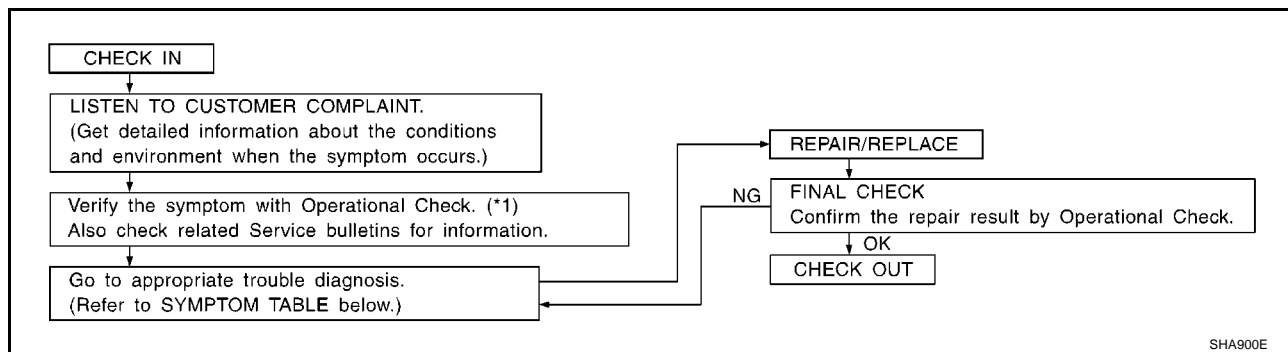 CHECK IN
LISTEN TO CUSTOMER COMPLAINT.
(Get detailed information about the conditions
and environment when the symptom occurs.)
Verify the symptom with Operational Check. (*1)
Also check related Service bulletins for information.
Go to appropriate trouble diagnosis.
(Refer to SYMPTOM TABLE below.)
REPAIR/REPLACE
NG
FINAL CHECK
Confirm the repair result by Operational Check.
OK
CHECK OUT
SHA900E